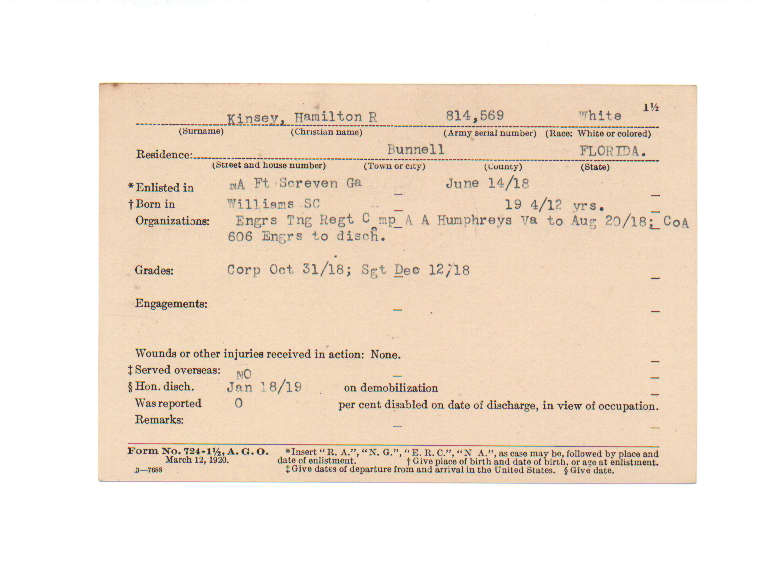 1½
Kinsey, Hamilton R 814,569 White
(Surname) (Christian name) (Army serial number) (Race: White or colored)
Residence: Bunnell FLORIDA.
(Street and house number) (Town or city) (County) (State)
*Enlisted in NA Ft Screven Ga June 14/18
†Born in Williams SC 19 4/12 yrs.
Organizations: Engrs Tng Regt C mp A A Humphreys Va to Aug 20/18; CoA
606 Engrs to disch.
Grades: Corp Oct 31/18; Sgt Dec 12/18
Engagements:
Wounds or other injuries received in action: None.
‡Served overseas: NO
§Hon. disch. Jan 18/19 on demobilization
Was reported 0 per cent disabled on date of discharge, in view of occupation.
Remarks:
Form No. 724-1½, A. G. O. *Insert "R. A.", "N. G.", "E. R. C.", "N A.", as case may be, followed by place and
March 12, 1920. date of enlistment. †Give place of birth and date of birth, or age at enlistment.
3—7688 ‡Give dates of departure from and arrival in the United States. §Give date.